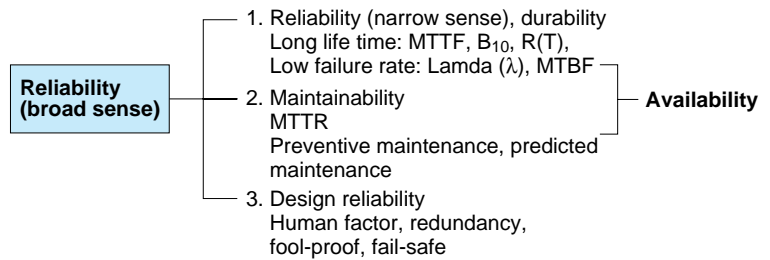 Reliability
(broad sense)
1. Reliability (narrow sense), durability
Long life time: MTTF, B₁₀, R(T),
Low failure rate: Lamda (λ), MTBF
2. Maintainability
MTTR
Preventive maintenance, predicted
maintenance
3. Design reliability
Human factor, redundancy,
fool-proof, fail-safe
Availability